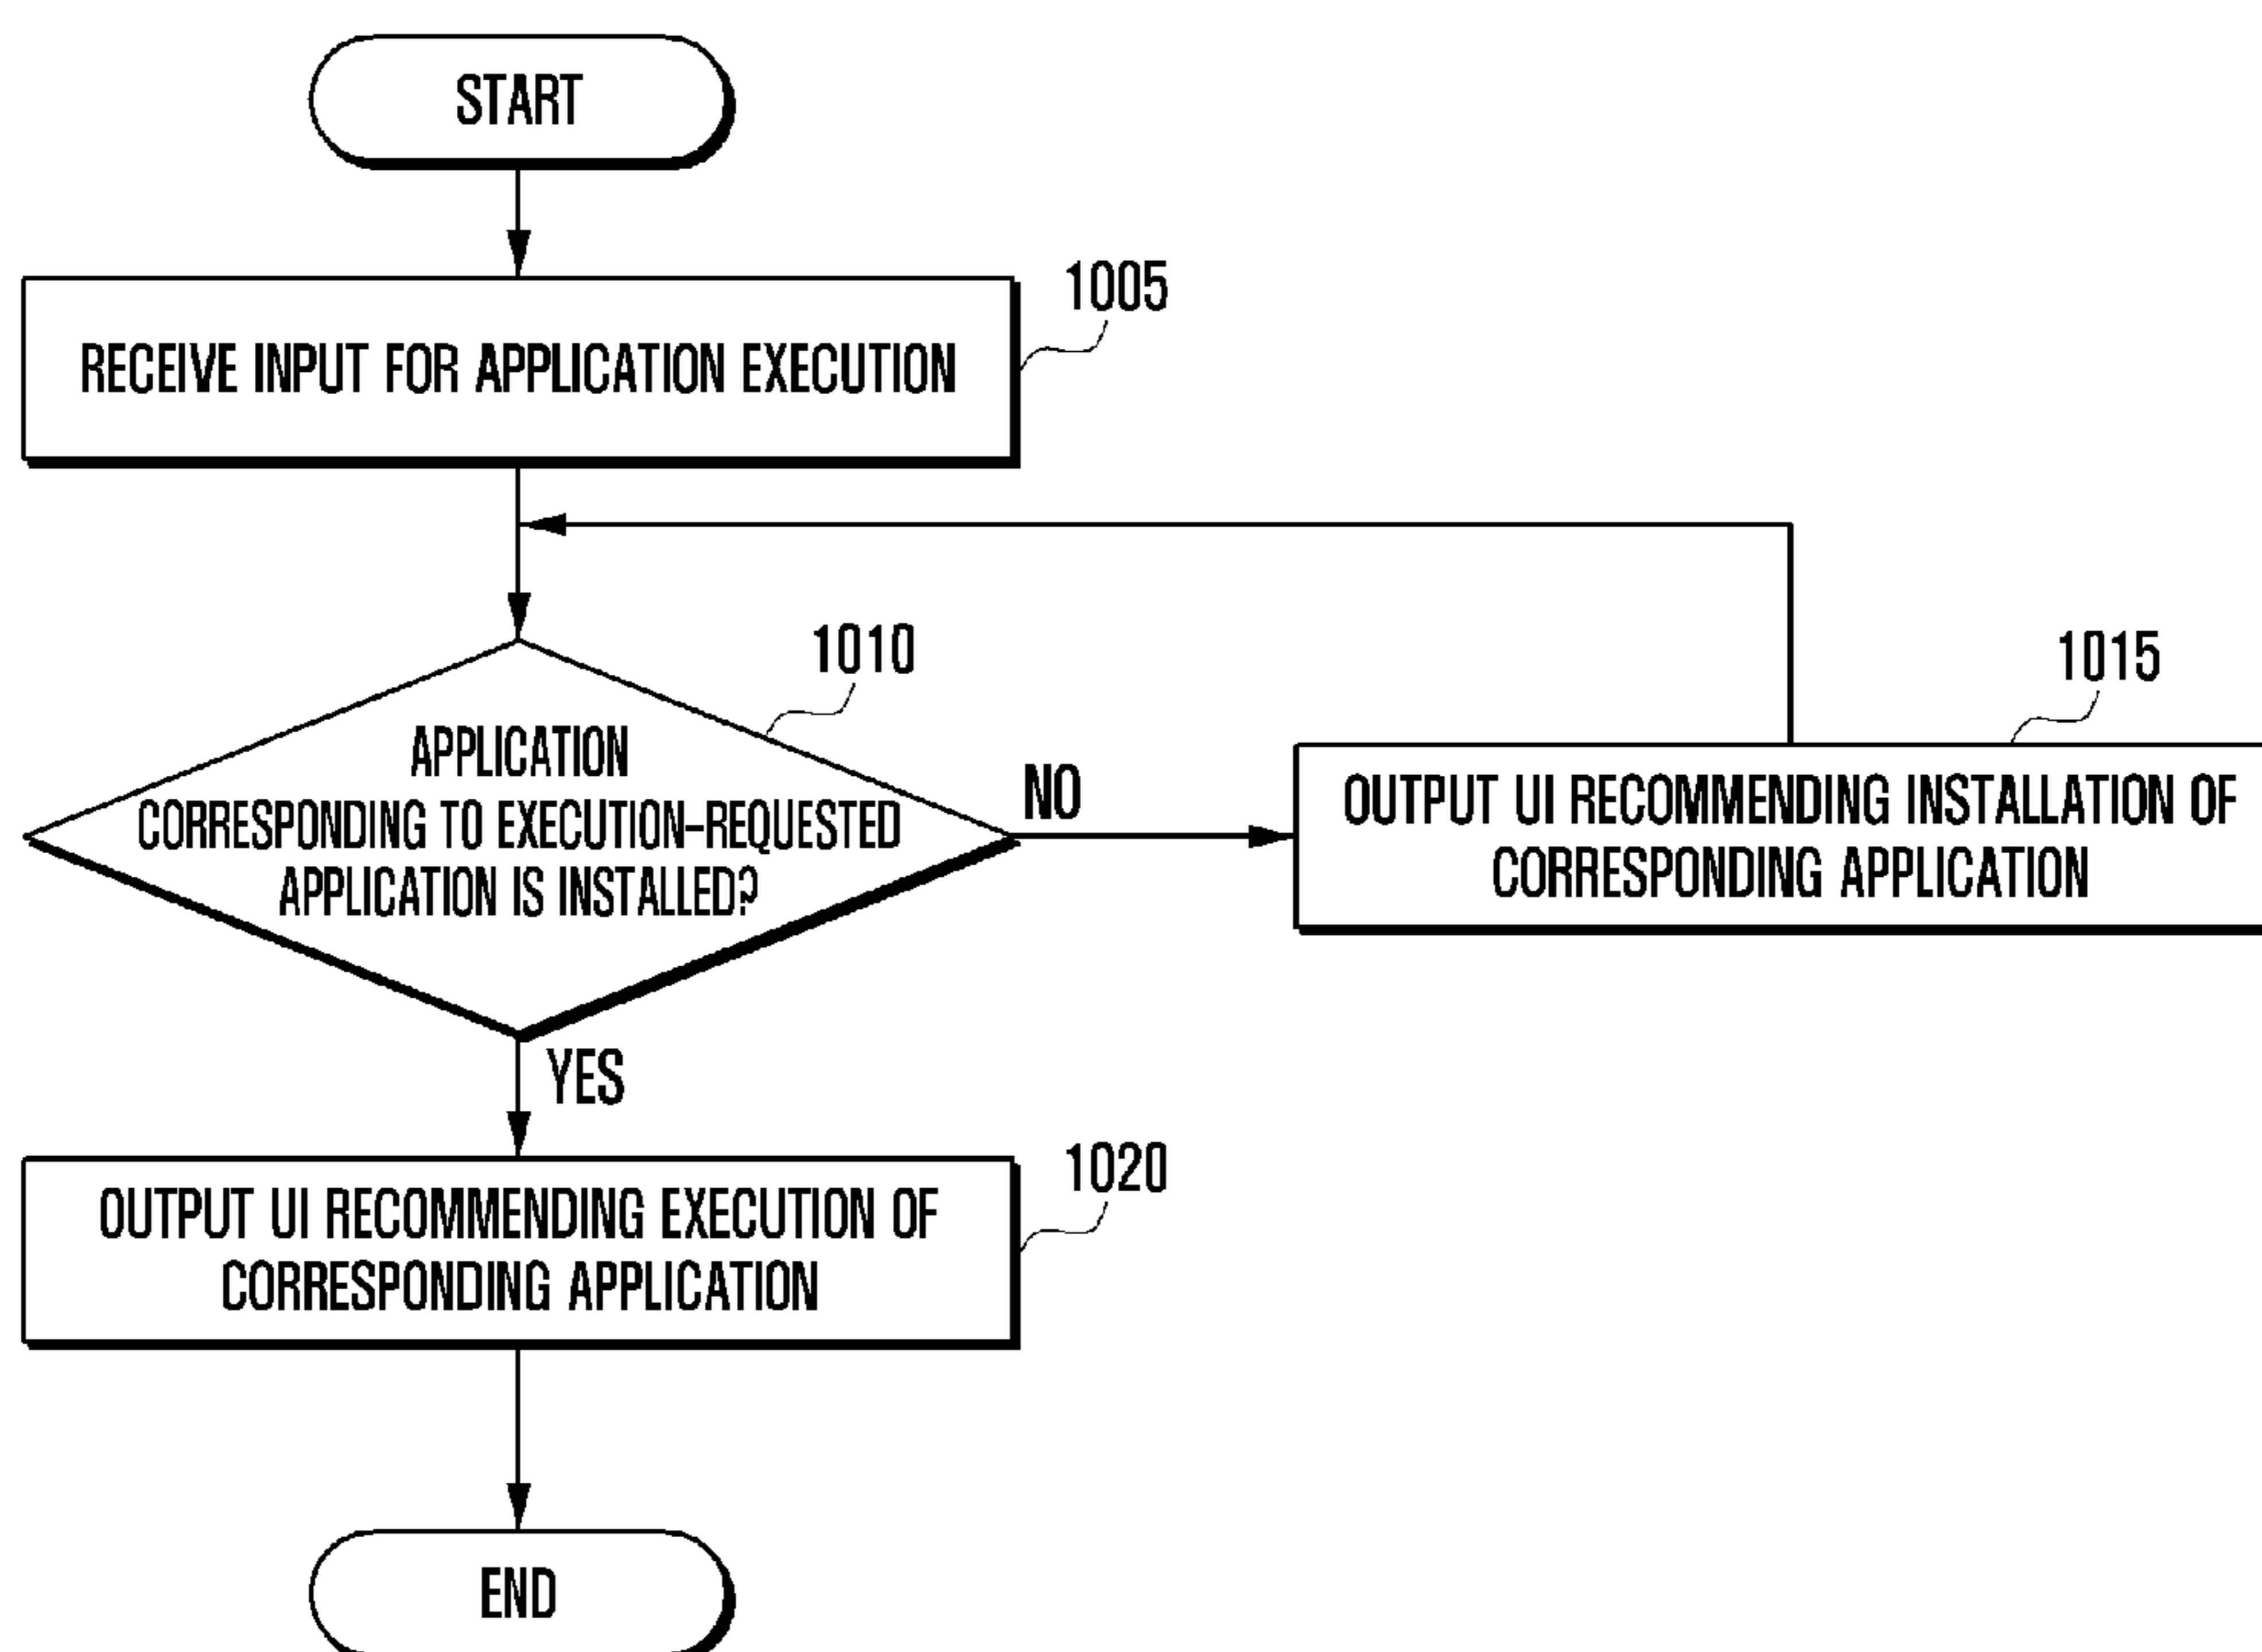 START
1005
RECEIVE INPUT FOR APPLICATION EXECUTION
1010
APPLICATION
CORRESPONDING TO EXECUTION-REQUESTED
APPLICATION IS INSTALLED?
NO
1015
OUTPUT UI RECOMMENDING INSTALLATION OF
CORRESPONDING APPLICATION
YES
1020
OUTPUT UI RECOMMENDING EXECUTION OF
CORRESPONDING APPLICATION
END